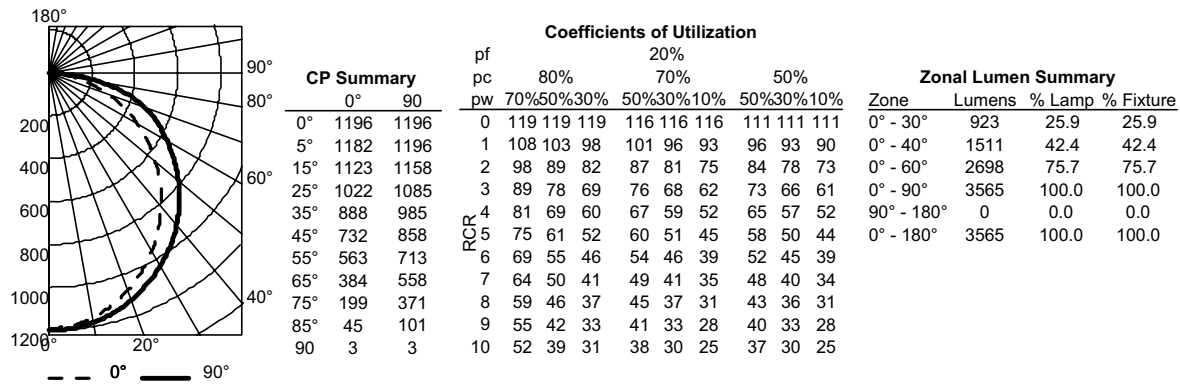 180°
90°
80°
60°
40°
20°
0°
200
400
600
800
1000
1200
0° 90°
CP Summary
0° 90
0° 1196 1196
5° 1182 1196
15° 1123 1158
25° 1022 1085
35° 888 985
45° 732 858
55° 563 713
65° 384 558
75° 199 371
85° 45 101
90 3 3
Coefficients of Utilization
pf 20%
pc 80% 70% 50%
pw 70%50%30% 50%30%10% 50%30%10%
RCR
0 119 119 119 116 116 116 111 111 111
1 108 103 98 101 96 93 96 93 90
2 98 89 82 87 81 75 84 78 73
3 89 78 69 76 68 62 73 66 61
4 81 69 60 67 59 52 65 57 52
5 75 61 52 60 51 45 58 50 44
6 69 55 46 54 46 39 52 45 39
7 64 50 41 49 41 35 48 40 34
8 59 46 37 45 37 31 43 36 31
9 55 42 33 41 33 28 40 33 28
10 52 39 31 38 30 25 37 30 25
Zonal Lumen Summary
Zone Lumens % Lamp % Fixture
0° - 30° 923 25.9 25.9
0° - 40° 1511 42.4 42.4
0° - 60° 2698 75.7 75.7
0° - 90° 3565 100.0 100.0
90° - 180° 0 0.0 0.0
0° - 180° 3565 100.0 100.0